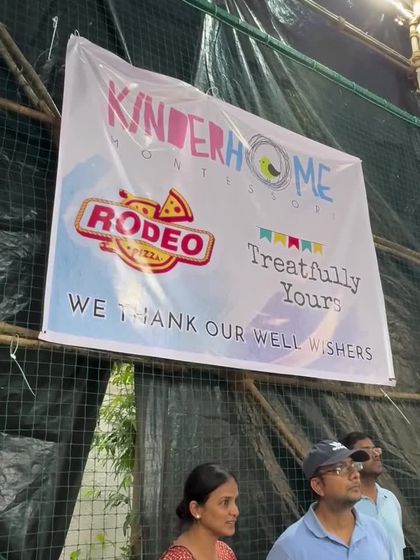 KINDERHOME
MONTESSORI
RODEO
PIZZA
Treatfully
Yours
WE THANK OUR WELL WISHERS